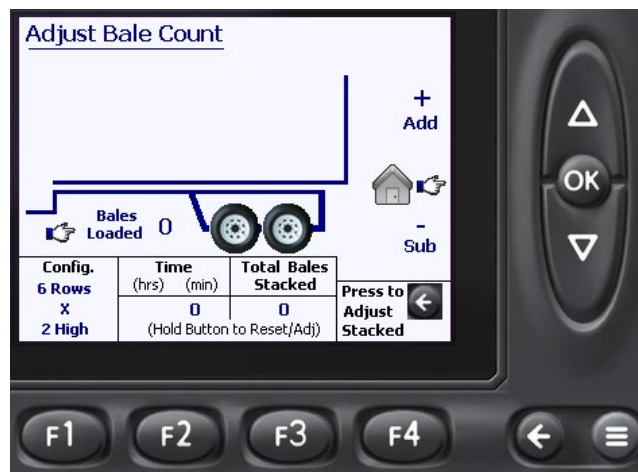 Adjust Bale Count
+
Add
OK
Bales
Loaded 0
-
Sub
Config.
6 Rows
X
2 High
Time
(hrs) (min)
0
Total Bales
Stacked
0
(Hold Button to Reset/Adj)
Press to
Adjust
Stacked
F1 F2 F3 F4